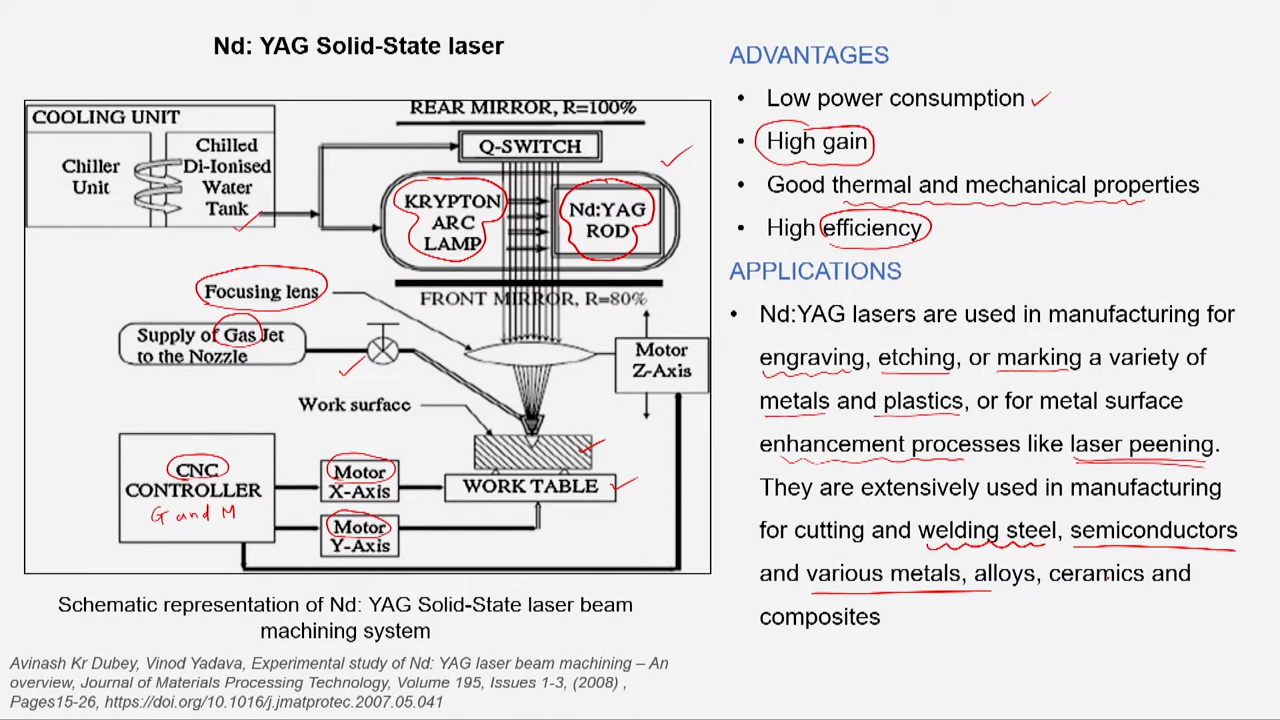 Nd: YAG Solid-State laser
COOLING UNIT
Chiller
Unit
Chilled
Di-Ionised
Water
Tank
REAR MIRROR, R=100%
Q-SWITCH
KRYPTON
ARC
LAMP
Nd:YAG
ROD
FRONT MIRROR, R=80%
Focusing lens
Supply of Gas Jet
to the Nozzle
Motor
Z-Axis
Work surface
CNC
CONTROLLER
G and M
Motor
X-Axis
WORK TABLE
Motor
Y-Axis
Schematic representation of Nd: YAG Solid-State laser beam
machining system
Avinash Kr Dubey, Vinod Yadava, Experimental study of Nd: YAG laser beam machining – An
overview, Journal of Materials Processing Technology, Volume 195, Issues 1-3, (2008) ,
Pages15-26, https://doi.org/10.1016/j.jmatprotec.2007.05.041
ADVANTAGES
• Low power consumption
• High gain
• Good thermal and mechanical properties
• High efficiency
APPLICATIONS
• Nd:YAG lasers are used in manufacturing for
engraving, etching, or marking a variety of
metals and plastics, or for metal surface
enhancement processes like laser peening.
They are extensively used in manufacturing
for cutting and welding steel, semiconductors
and various metals, alloys, ceramics and
composites